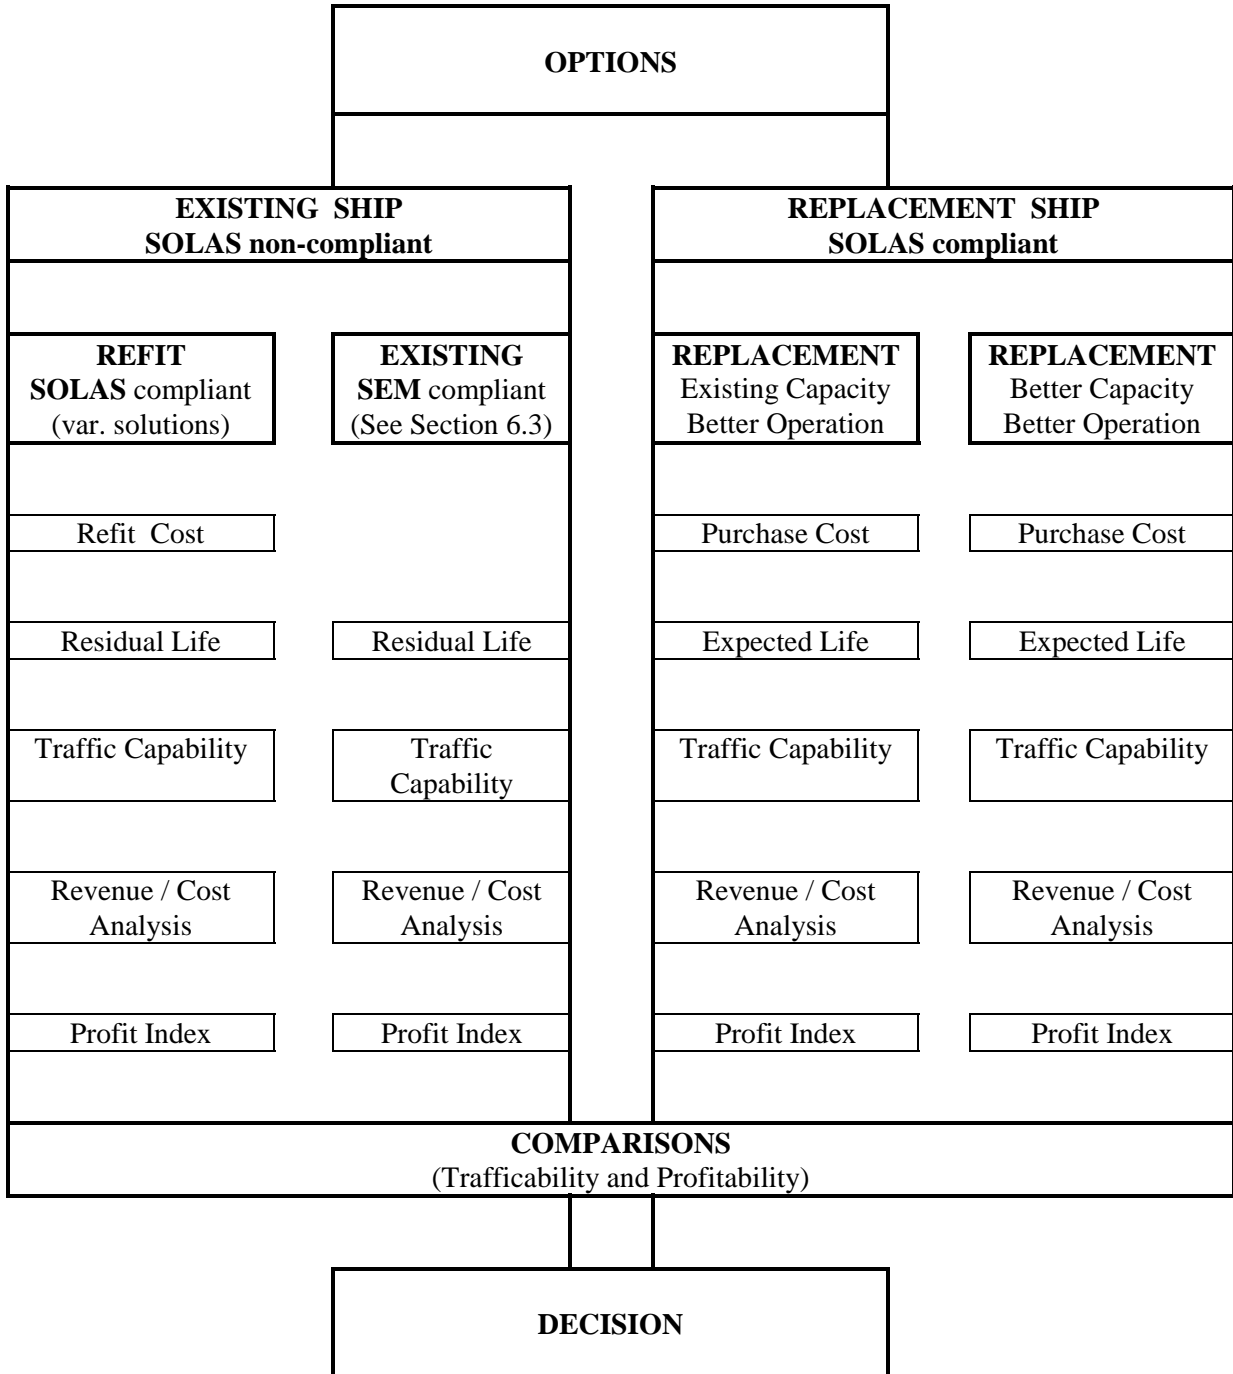 OPTIONS
EXISTING SHIP
SOLAS non-compliant
REPLACEMENT SHIP
SOLAS compliant
REFIT
SOLAS compliant
(var. solutions)
EXISTING
SEM compliant
(See Section 6.3)
REPLACEMENT
Existing Capacity
Better Operation
REPLACEMENT
Better Capacity
Better Operation
Refit Cost
Purchase Cost
Purchase Cost
Residual Life
Residual Life
Expected Life
Expected Life
Traffic Capability
Traffic
Capability
Traffic Capability
Traffic Capability
Revenue / Cost
Analysis
Revenue / Cost
Analysis
Revenue / Cost
Analysis
Revenue / Cost
Analysis
Profit Index
Profit Index
Profit Index
Profit Index
COMPARISONS
(Trafficability and Profitability)
DECISION